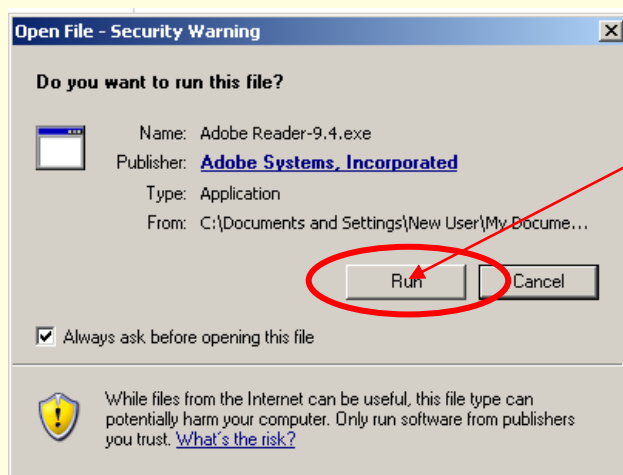 Open File - Security Warning
Do you want to run this file?
Name: Adobe Reader-9.4.exe
Publisher: Adobe Systems, Incorporated
Type: Application
From: C:\Documents and Settings\New User\My Docume...
Run Cancel
Always ask before opening this file
While files from the Internet can be useful, this file type can
potentially harm your computer. Only run software from publishers
you trust. What's the risk?